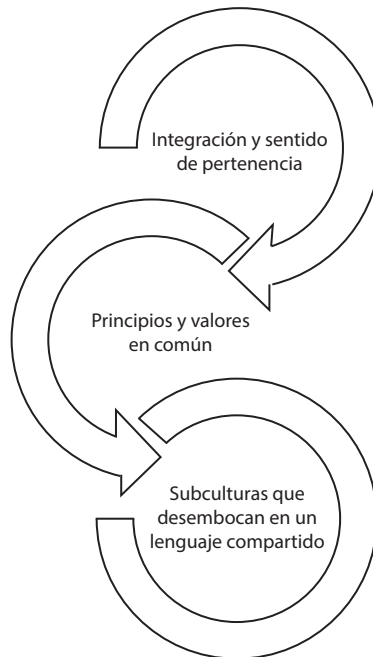 Integración y sentido
de pertenencia
Principios y valores
en común
Subculturas que
desembocan en un
lenguaje compartido